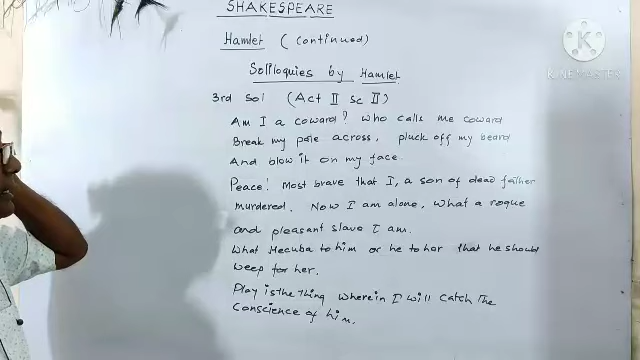 SHAKESPEARE
Hamlet ( continued)
Soliloquies by Hamlet
3rd Sol (Act II Sc II)
Am I a coward? Who calls me coward
Break my pate across, pluck off my beard
And blow it on my face
Peace! Most brave that I, a son of dead father
murdered. Now I am alone, what a rogue
and pleasant slave I am.
What Hecuba to him or he to her that he should
weep for her.
Play is the thing wherein I will catch the
conscience of him.
KINEMASTER